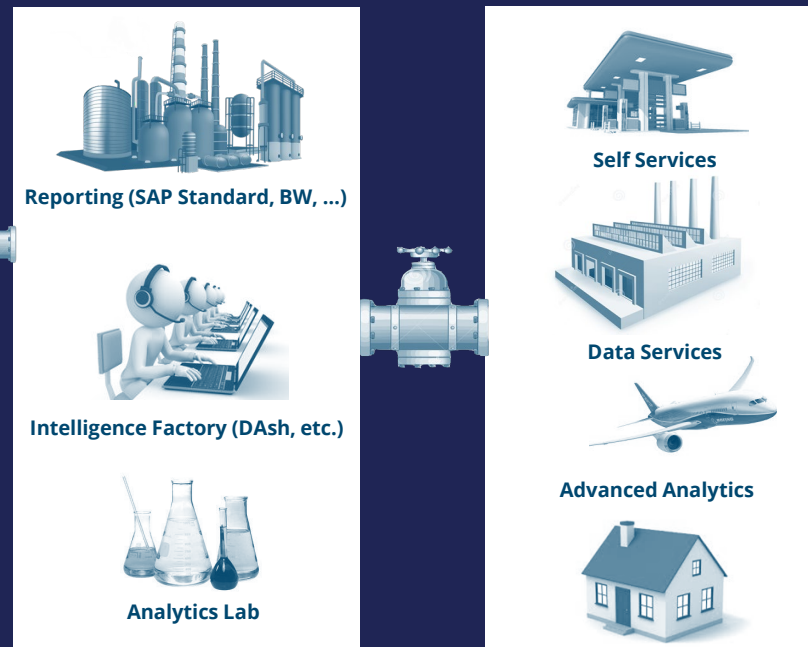 Reporting (SAP Standard, BW, ...)
Intelligence Factory (DAsh, etc.)
Analytics Lab
Self Services
Data Services
Advanced Analytics